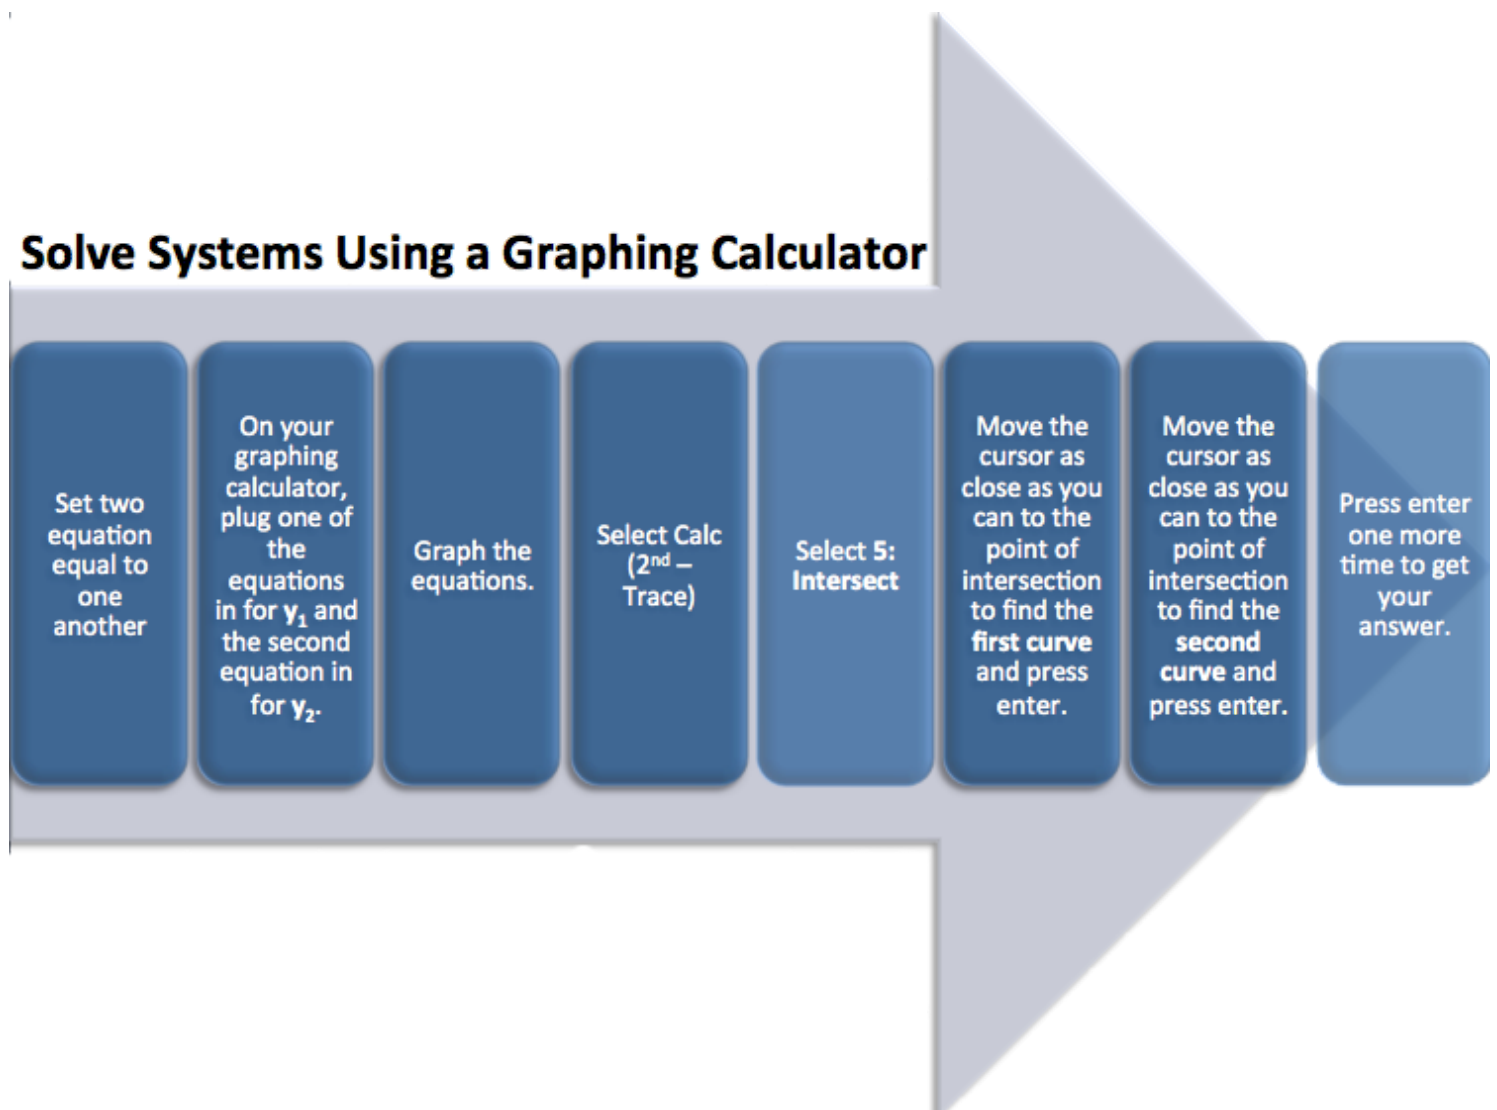 Solve Systems Using a Graphing Calculator
Set two
equation
equal to
one
another
On your
graphing
calculator,
plug one of
the
equations
in for y₁ and
the second
equation in
for y₂.
Graph the
equations.
Select Calc
(2ⁿᵈ –
Trace)
Select 5:
Intersect
Move the
cursor as
close as you
can to the
point of
intersection
to find the
first curve
and press
enter.
Move the
cursor as
close as you
can to the
point of
intersection
to find the
second
curve and
press enter.
Press enter
one more
time to get
your
answer.